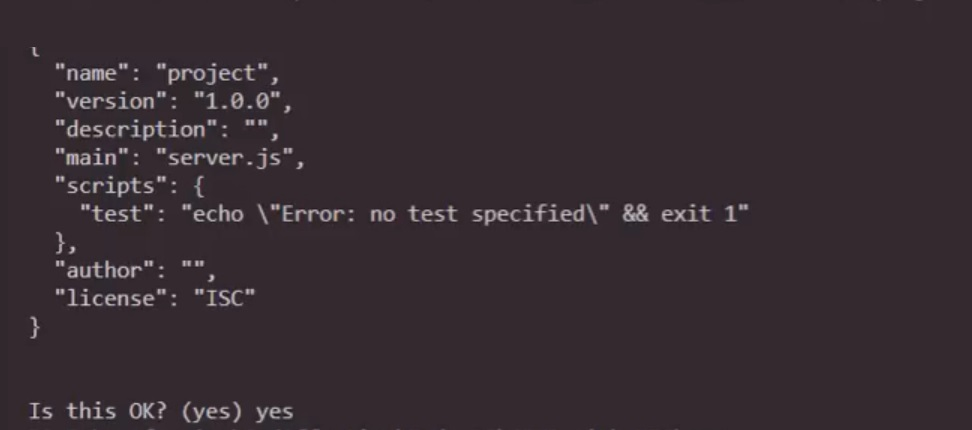 {
"name": "project",
"version": "1.0.0",
"description": "",
"main": "server.js",
"scripts": {
"test": "echo \"Error: no test specified\" && exit 1"
},
"author": "",
"license": "ISC"
}
Is this OK? (yes) yes